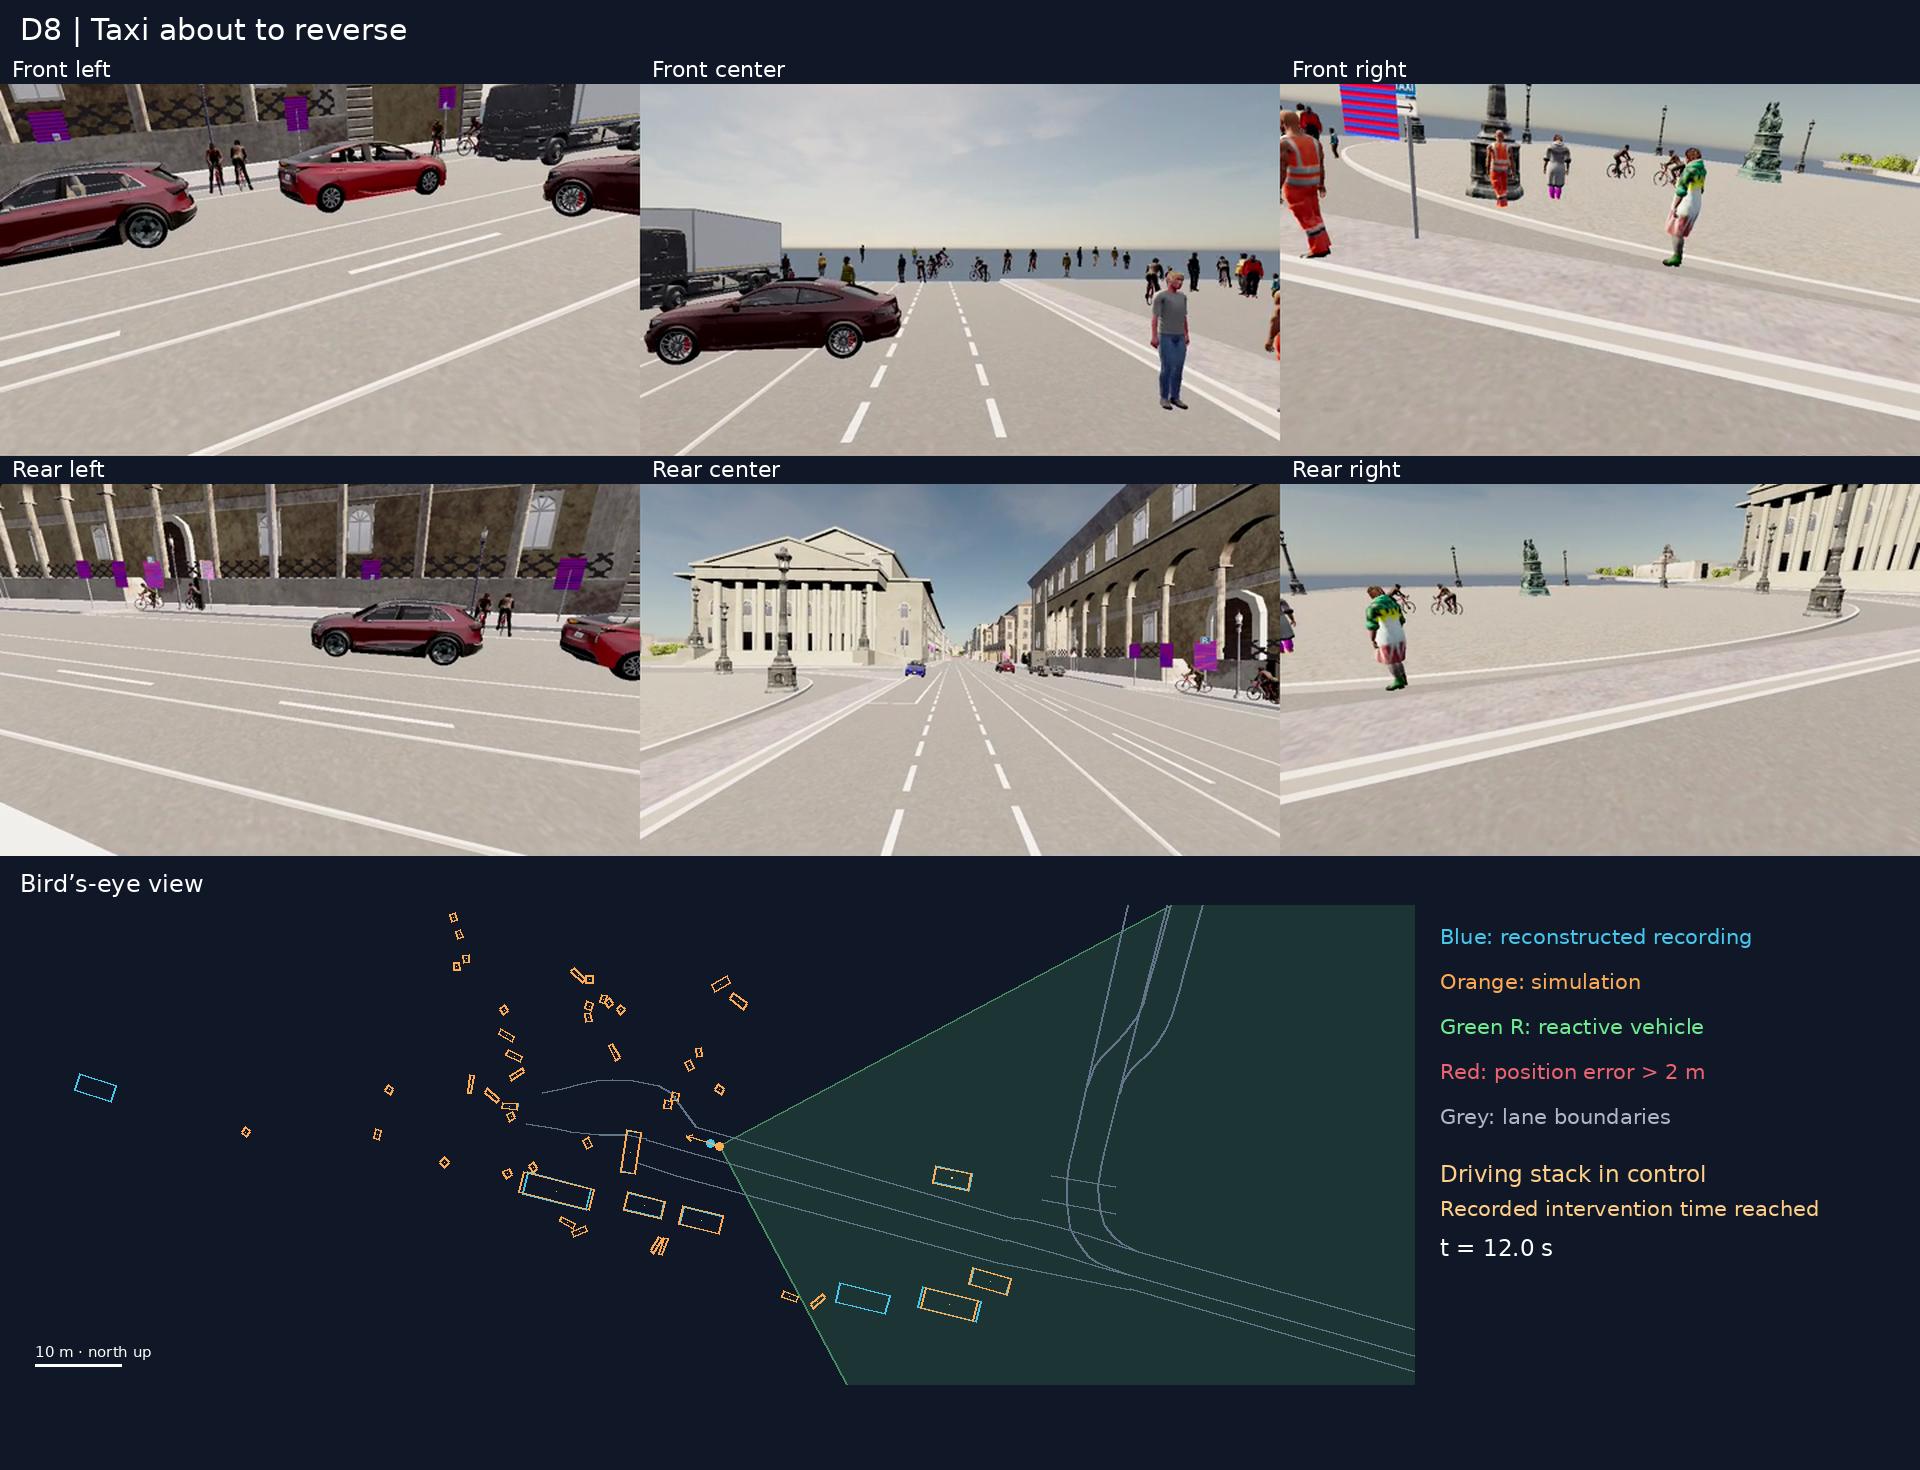 D8 | Taxi about to reverse
Front left
Front center
Front right
TAXI
Rear left
Rear center
Rear right
Bird’s-eye view
Blue: reconstructed recording
Orange: simulation
Green R: reactive vehicle
Red: position error > 2 m
Grey: lane boundaries
Driving stack in control
Recorded intervention time reached
t = 12.0 s
10 m · north up